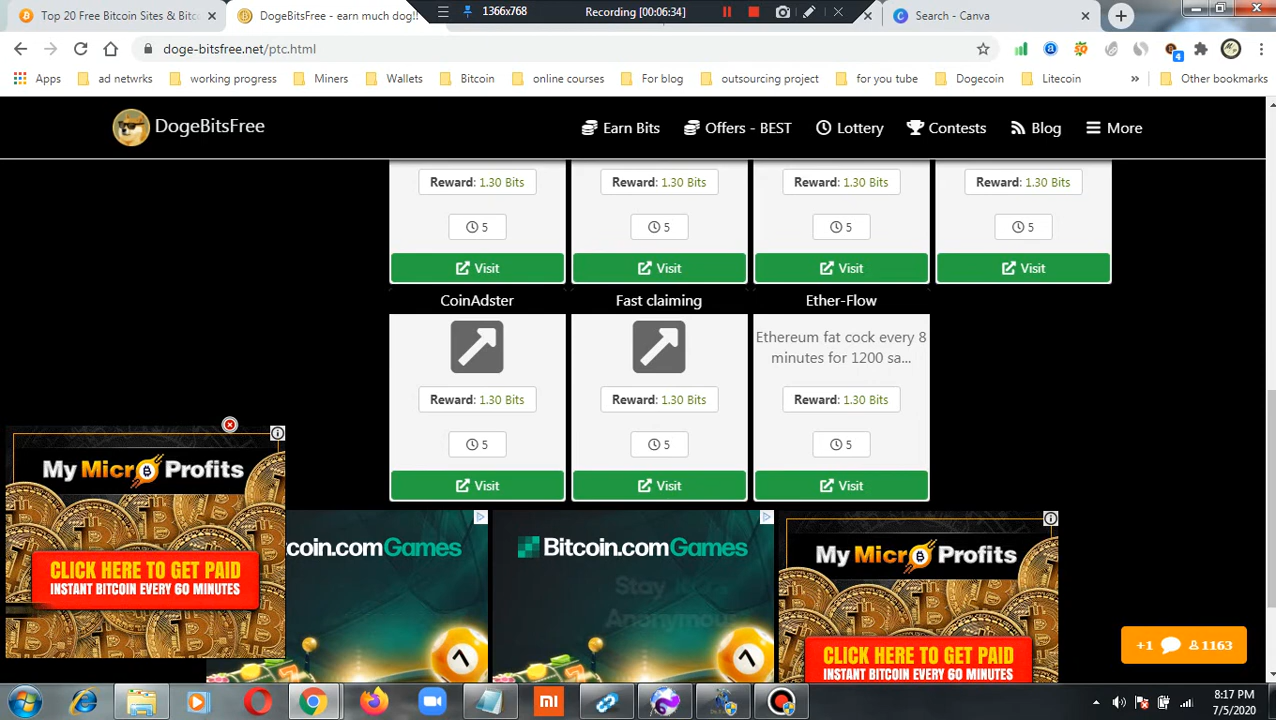 Top 20 Free Bitcoin Sites @ Bitc
DogeBitsFree - earn much dog!!
1366x768
Recording [00:06:34]
Search - Canva
doge-bitsfree.net/ptc.html
4
Apps
ad netwrks
working progress
Miners
Wallets
Bitcoin
online courses
For blog
outsourcing project
for you tube
Dogecoin
Litecoin
Other bookmarks
DogeBitsFree
Earn Bits
Offers - BEST
Lottery
Contests
Blog
More
Reward: 1.30 Bits
Reward: 1.30 Bits
Reward: 1.30 Bits
Reward: 1.30 Bits
5
5
5
5
Visit
Visit
Visit
Visit
CoinAdster
Fast claiming
Ether-Flow
Ethereum fat cock every 8
minutes for 1200 sa...
Reward: 1.30 Bits
Reward: 1.30 Bits
Reward: 1.30 Bits
5
5
5
Visit
Visit
Visit
My Micro Profits
CLICK HERE TO GET PAID
INSTANT BITCOIN EVERY 60 MINUTES
coin.com Games
Bitcoin.com Games
Stay
Anonymou
My Micro Profits
CLICK HERE TO GET PAID
+1
1163
8:17 PM
7/5/2020